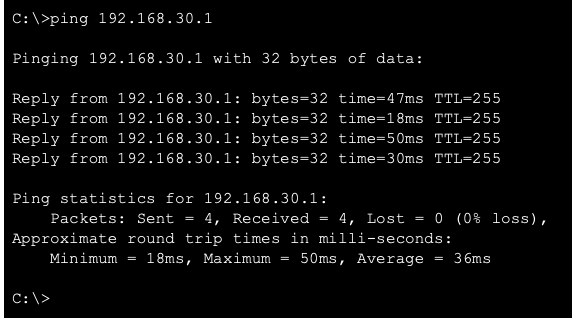 C:\>ping 192.168.30.1
Pinging 192.168.30.1 with 32 bytes of data:
Reply from 192.168.30.1: bytes=32 time=47ms TTL=255
Reply from 192.168.30.1: bytes=32 time=18ms TTL=255
Reply from 192.168.30.1: bytes=32 time=50ms TTL=255
Reply from 192.168.30.1: bytes=32 time=30ms TTL=255
Ping statistics for 192.168.30.1:
    Packets: Sent = 4, Received = 4, Lost = 0 (0% loss),
Approximate round trip times in milli-seconds:
    Minimum = 18ms, Maximum = 50ms, Average = 36ms
C:\>